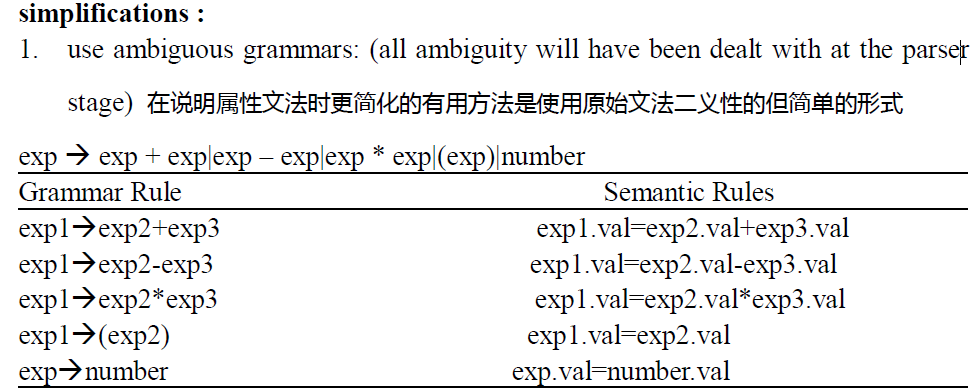 simplifications :
1. use ambiguous grammars: (all ambiguity will have been dealt with at the parser
stage) 在说明属性文法时更简化的有用方法是使用原始文法二义性的但简单的形式
exp → exp + exp|exp – exp|exp * exp|(exp)|number
Grammar Rule Semantic Rules
exp1→exp2+exp3 exp1.val=exp2.val+exp3.val
exp1→exp2-exp3 exp1.val=exp2.val-exp3.val
exp1→exp2*exp3 exp1.val=exp2.val*exp3.val
exp1→(exp2) exp1.val=exp2.val
exp→number exp.val=number.val